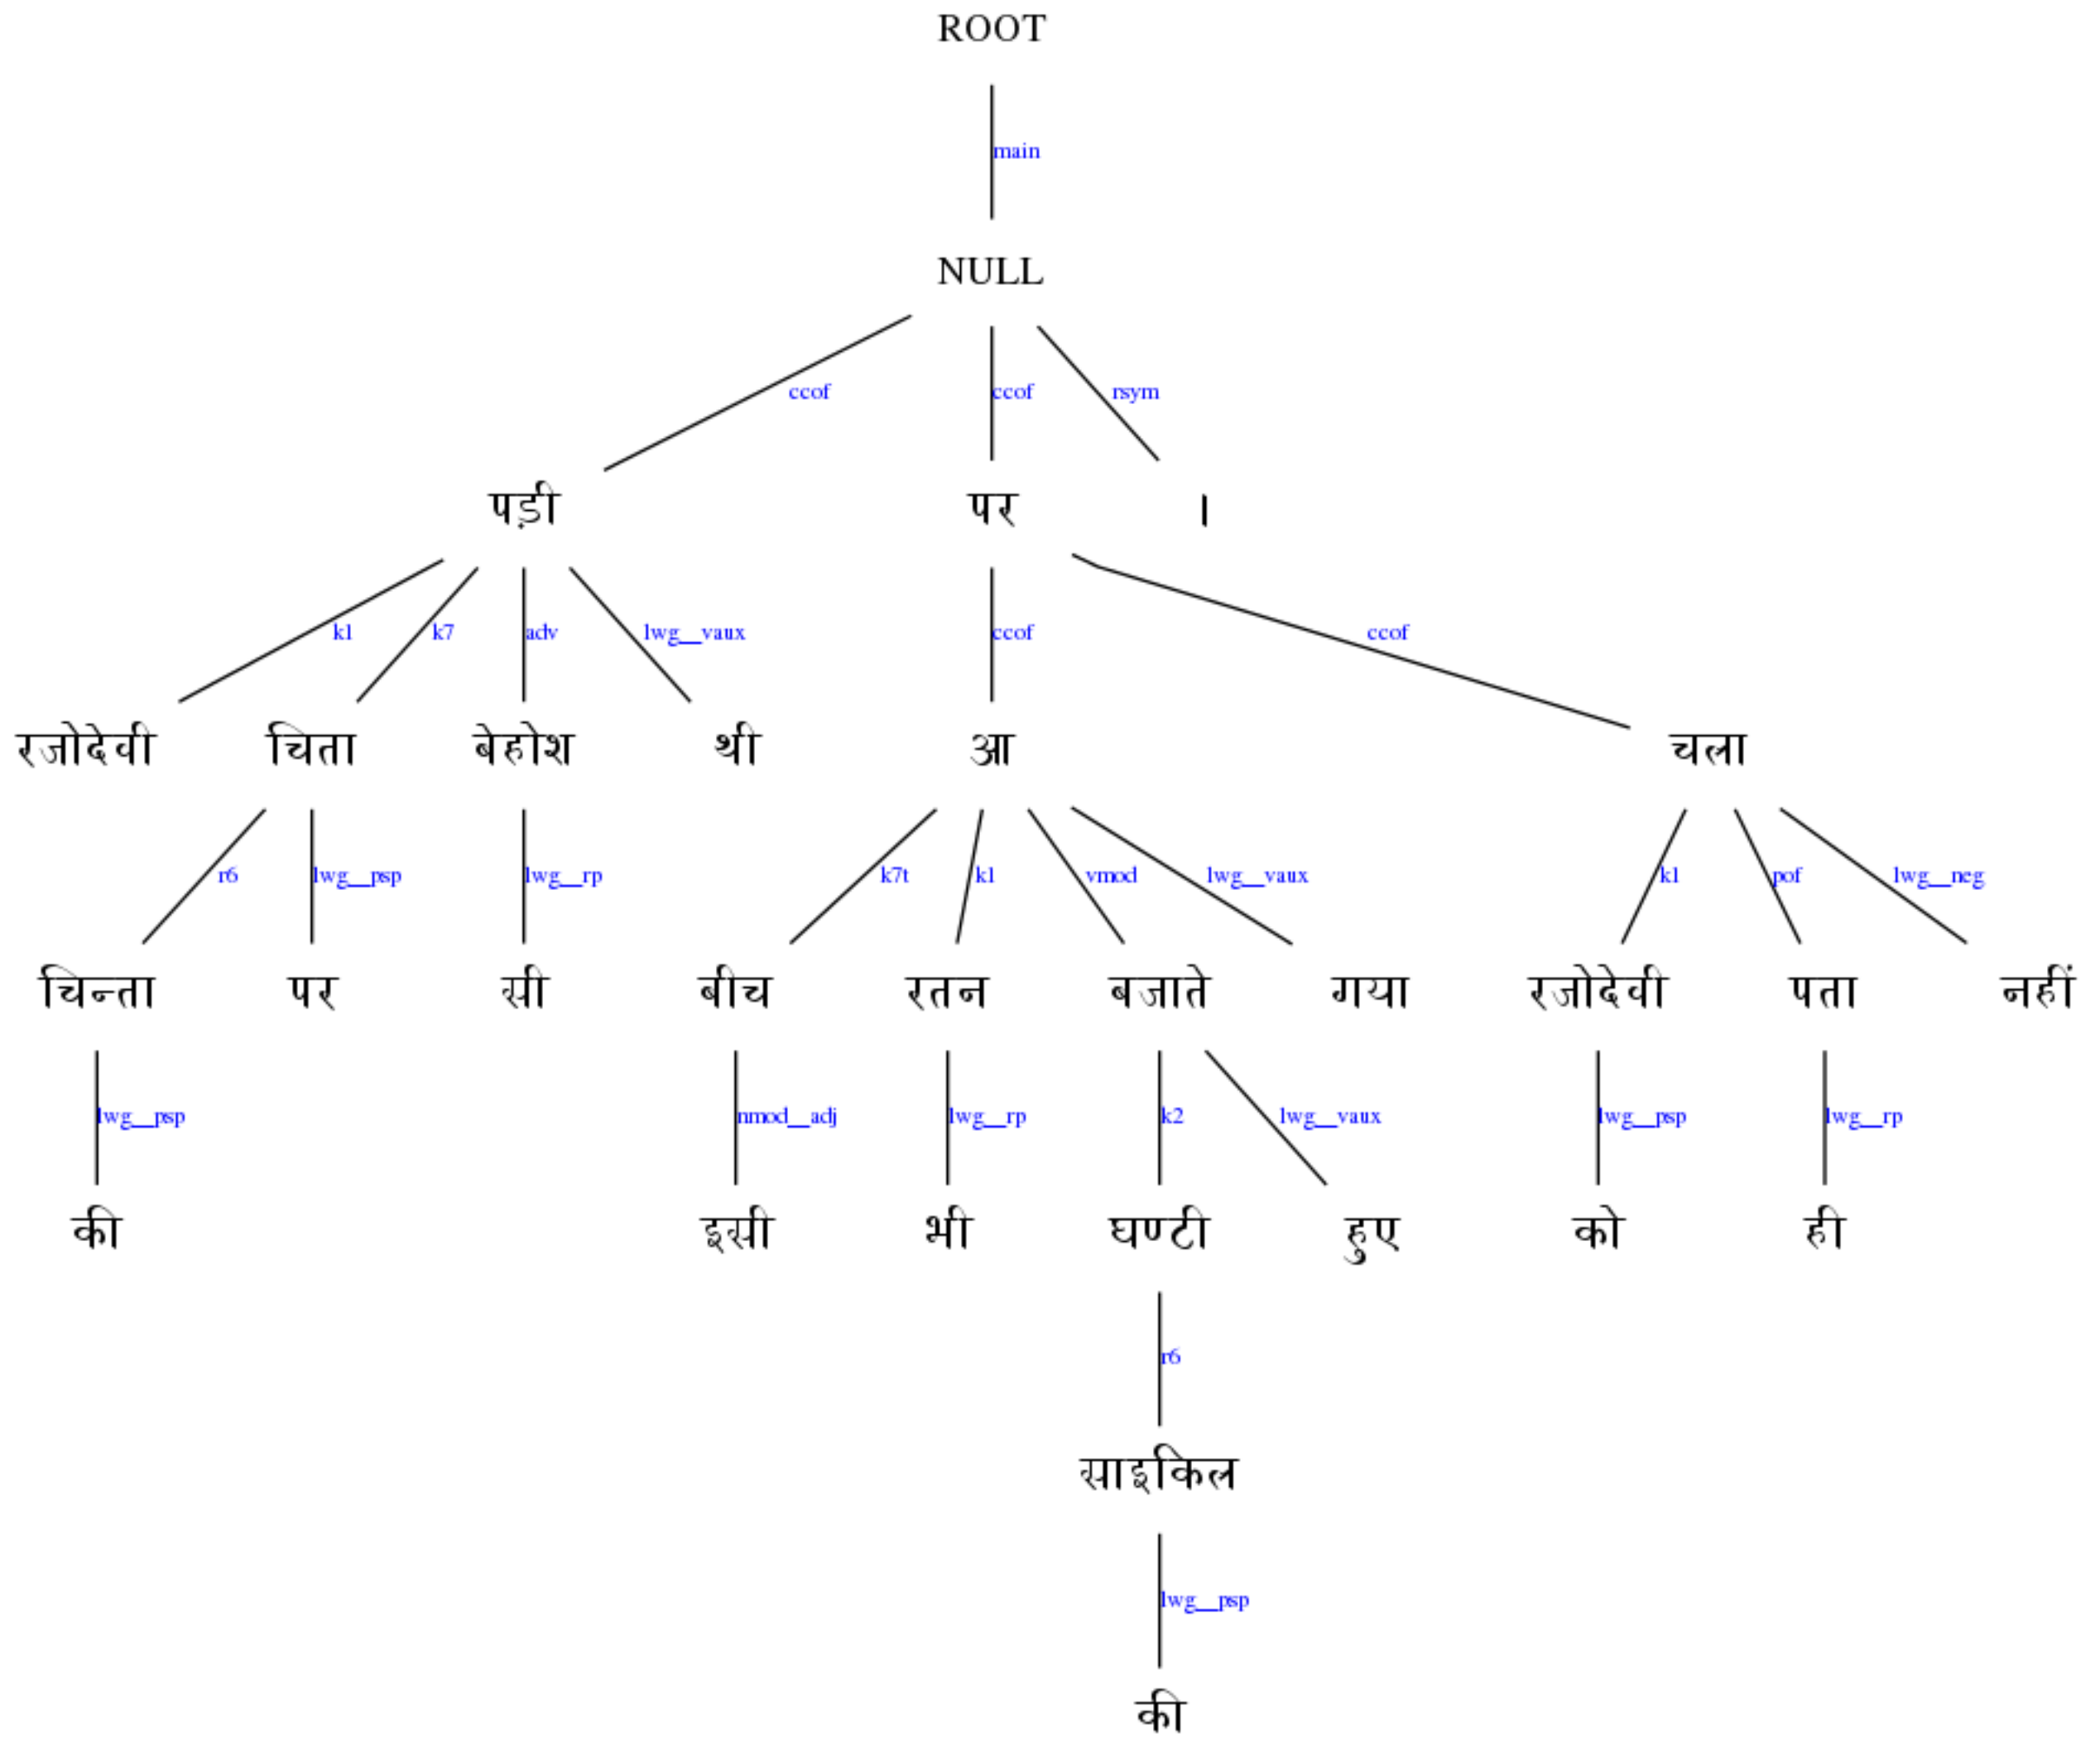 ROOT
main
NULL
ccof ccof rsym
पड़ी पर ।
k1 k7 adv lwg__vaux ccof ccof
रजोदेवी चिता बेहोश थी आ चला
r6 lwg__psp lwg__rp k7t k1 vmod lwg__vaux k1 pof lwg__neg
चिन्ता पर सी बीच रतन बजाते गया रजोदेवी पता नहीं
lwg__psp nmod__adj lwg__rp k2 lwg__vaux lwg__psp lwg__rp
की इसी भी घण्टी हुए को ही
r6
साइकिल
lwg__psp
की